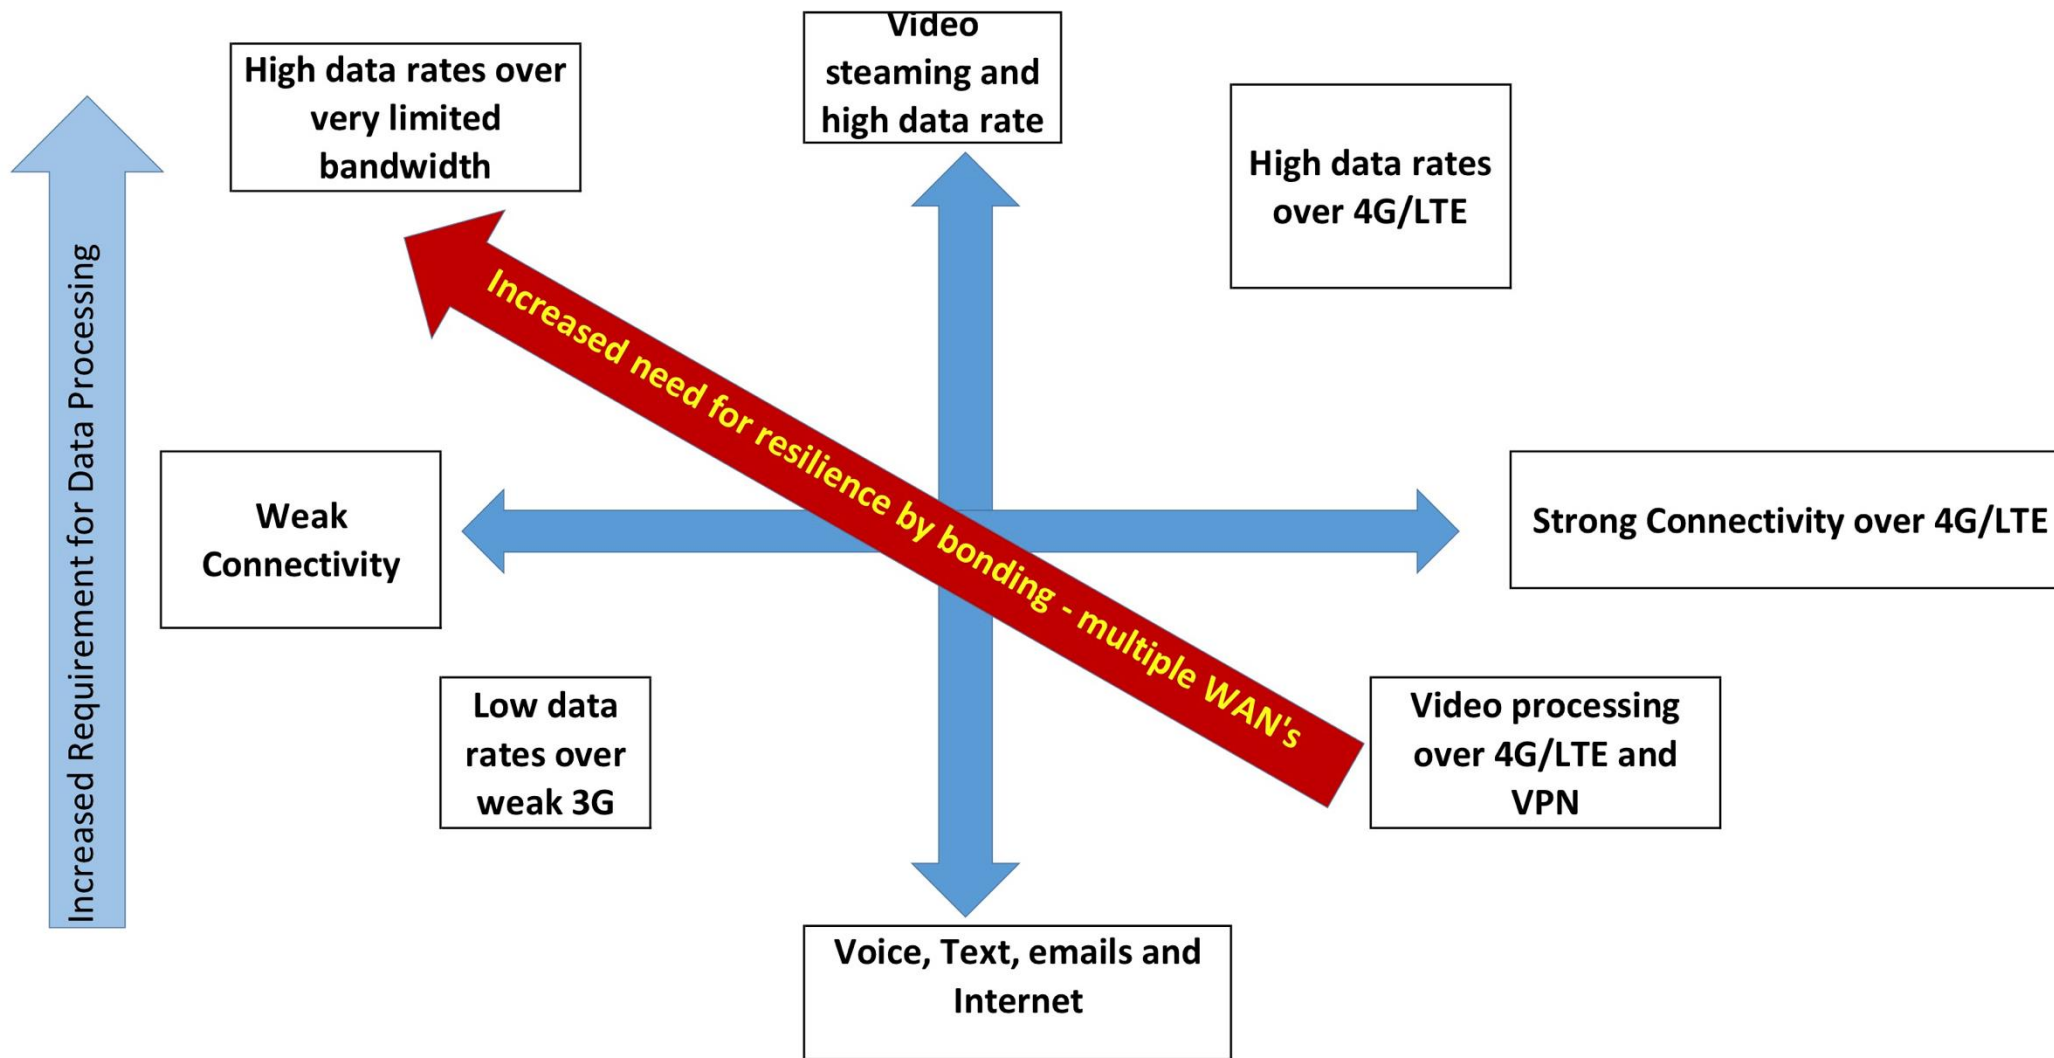 Video
steaming and
high data rate
High data rates over
very limited
bandwidth
High data rates
over 4G/LTE
Increased Requirement for Data Processing
Increased need for resilience by bonding - multiple WAN's
Weak
Connectivity
Strong Connectivity over 4G/LTE
Low data
rates over
weak 3G
Video processing
over 4G/LTE and
VPN
Voice, Text, emails and
Internet